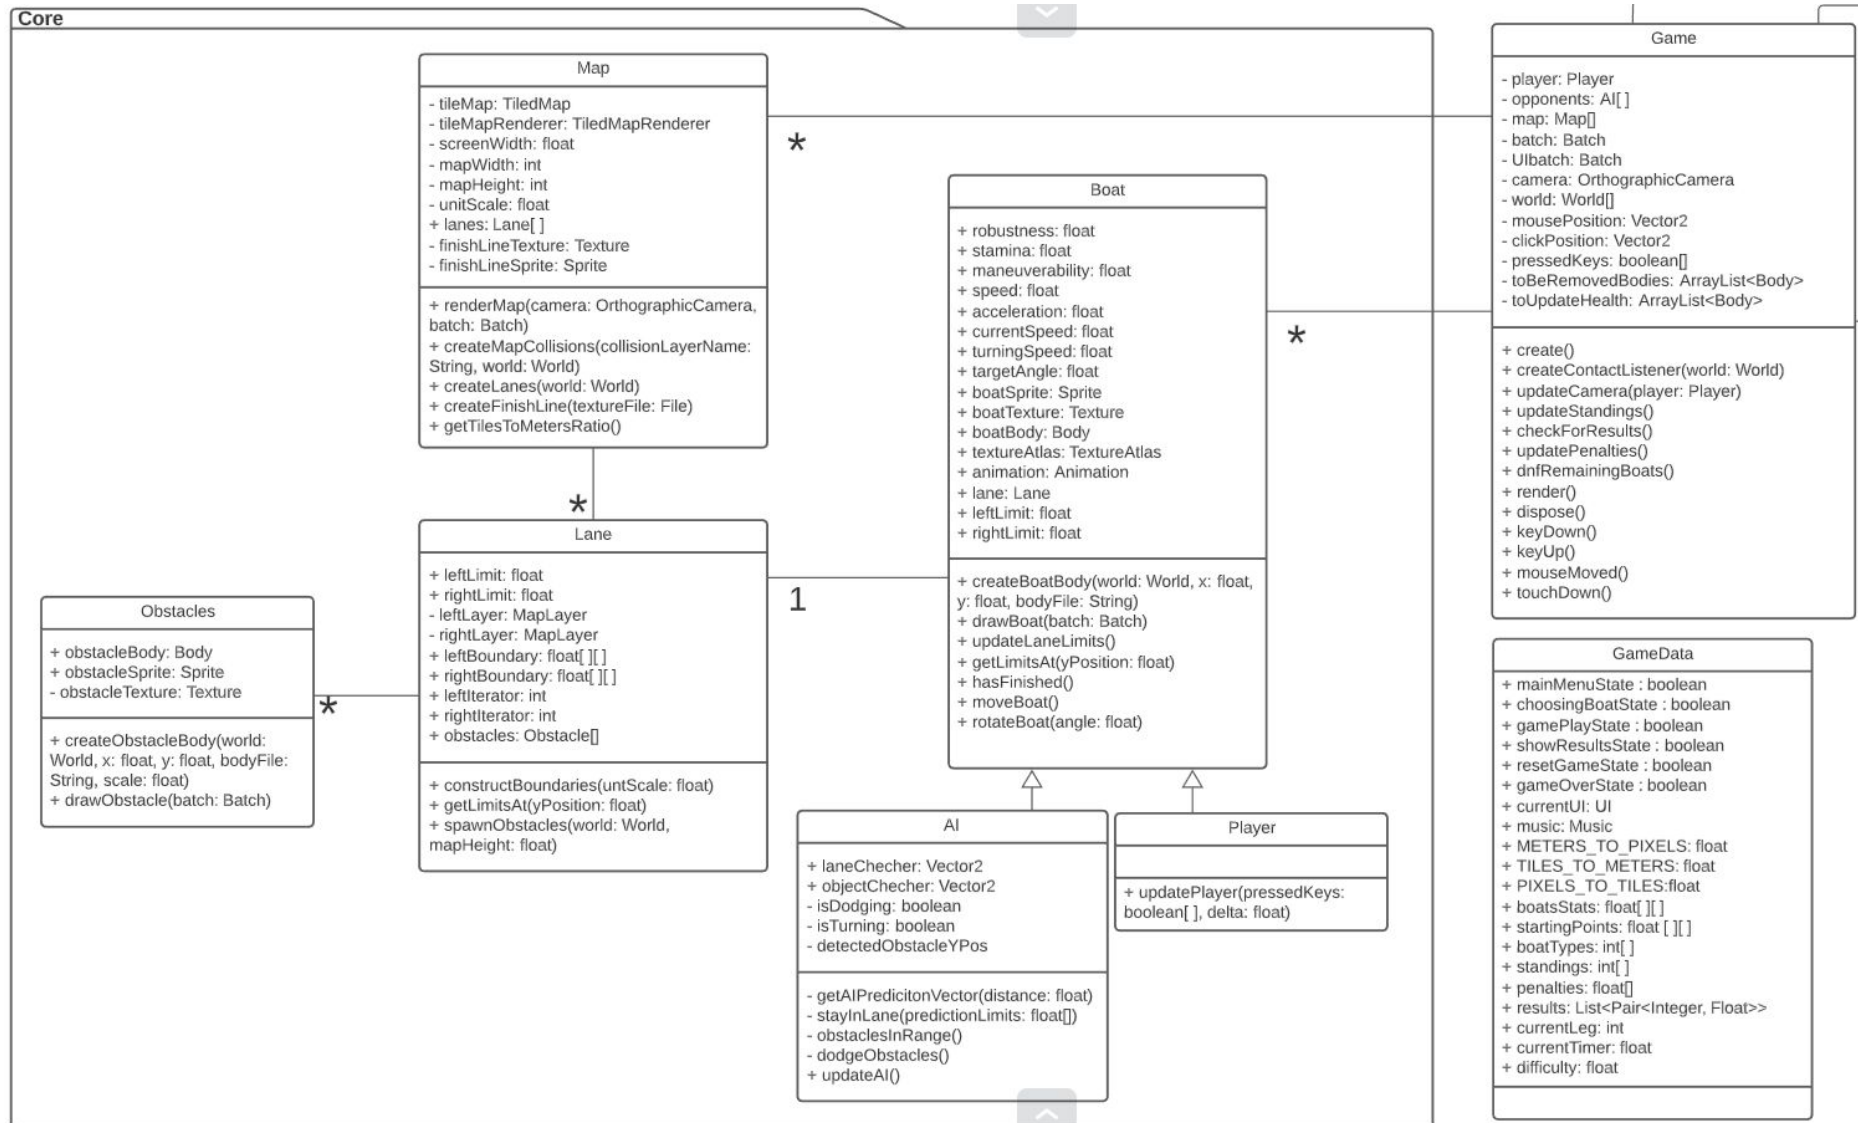 Core
Map
- tileMap: TiledMap
- tileMapRenderer: TiledMapRenderer
- screenWidth: float
- mapWidth: int
- mapHeight: int
- unitScale: float
+ lanes: Lane[ ]
- finishLineTexture: Texture
- finishLineSprite: Sprite
+ renderMap(camera: OrthographicCamera,
batch: Batch)
+ createMapCollisions(collisionLayerName:
String, world: World)
+ createLanes(world: World)
+ createFinishLine(textureFile: File)
+ getTilesToMetersRatio()
*
*
Lane
+ leftLimit: float
+ rightLimit: float
- leftLayer: MapLayer
- rightLayer: MapLayer
+ leftBoundary: float[ ][ ]
+ rightBoundary: float[ ][ ]
+ leftIterator: int
+ rightIterator: int
+ obstacles: Obstacle[]
+ constructBoundaries(untScale: float)
+ getLimitsAt(yPosition: float)
+ spawnObstacles(world: World,
mapHeight: float)
1
*
Obstacles
+ obstacleBody: Body
+ obstacleSprite: Sprite
- obstacleTexture: Texture
+ createObstacleBody(world:
World, x: float, y: float, bodyFile:
String, scale: float)
+ drawObstacle(batch: Batch)
Boat
+ robustness: float
+ stamina: float
+ maneuverability: float
+ speed: float
+ acceleration: float
+ currentSpeed: float
+ turningSpeed: float
+ targetAngle: float
+ boatSprite: Sprite
+ boatTexture: Texture
+ boatBody: Body
+ textureAtlas: TextureAtlas
+ animation: Animation
+ lane: Lane
+ leftLimit: float
+ rightLimit: float
+ createBoatBody(world: World, x: float,
y: float, bodyFile: String)
+ drawBoat(batch: Batch)
+ updateLaneLimits()
+ getLimitsAt(yPosition: float)
+ hasFinished()
+ moveBoat()
+ rotateBoat(angle: float)
*
AI
+ laneChecher: Vector2
+ objectChecher: Vector2
- isDodging: boolean
- isTurning: boolean
- detectedObstacleYPos
- getAIPredicitonVector(distance: float)
- stayInLane(predictionLimits: float[])
- obstaclesInRange()
- dodgeObstacles()
+ updateAI()
Player
+ updatePlayer(pressedKeys:
boolean[ ], delta: float)
Game
- player: Player
- opponents: AI[ ]
- map: Map[]
- batch: Batch
- UIbatch: Batch
- camera: OrthographicCamera
- world: World[]
- mousePosition: Vector2
- clickPosition: Vector2
- pressedKeys: boolean[]
- toBeRemovedBodies: ArrayList<Body>
- toUpdateHealth: ArrayList<Body>
+ create()
+ createContactListener(world: World)
+ updateCamera(player: Player)
+ updateStandings()
+ checkForResults()
+ updatePenalties()
+ dnfRemainingBoats()
+ render()
+ dispose()
+ keyDown()
+ keyUp()
+ mouseMoved()
+ touchDown()
GameData
+ mainMenuState : boolean
+ choosingBoatState : boolean
+ gamePlayState : boolean
+ showResultsState : boolean
+ resetGameState : boolean
+ gameOverState : boolean
+ currentUI: UI
+ music: Music
+ METERS_TO_PIXELS: float
+ TILES_TO_METERS: float
+ PIXELS_TO_TILES:float
+ boatsStats: float[ ][ ]
+ startingPoints: float [ ][ ]
+ boatTypes: int[ ]
+ standings: int[ ]
+ penalties: float[]
+ results: List<Pair<Integer, Float>>
+ currentLeg: int
+ currentTimer: float
+ difficulty: float